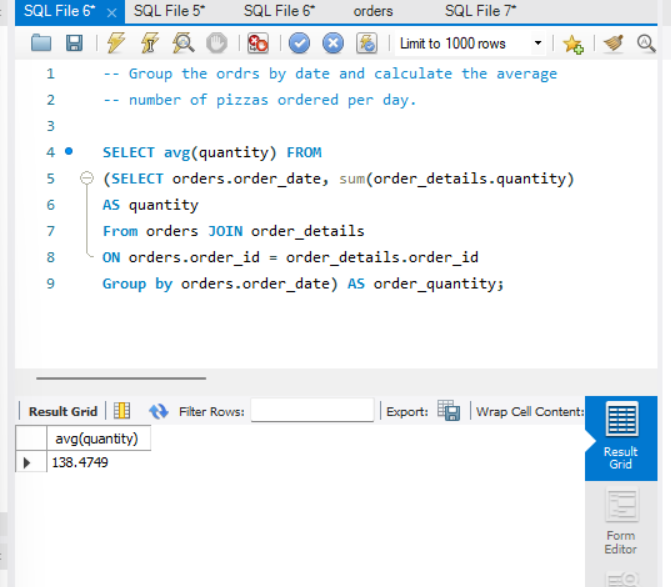 SQL File 6* × SQL File 5* SQL File 6* orders SQL File 7*
Limit to 1000 rows
1 -- Group the ordrs by date and calculate the average
2 -- number of pizzas ordered per day.
3
4 SELECT avg(quantity) FROM
5 (SELECT orders.order_date, sum(order_details.quantity)
6 AS quantity
7 From orders JOIN order_details
8 ON orders.order_id = order_details.order_id
9 Group by orders.order_date) AS order_quantity;
Result Grid Filter Rows: Export: Wrap Cell Content:
avg(quantity)
138.4749
Result
Grid
Form
Editor